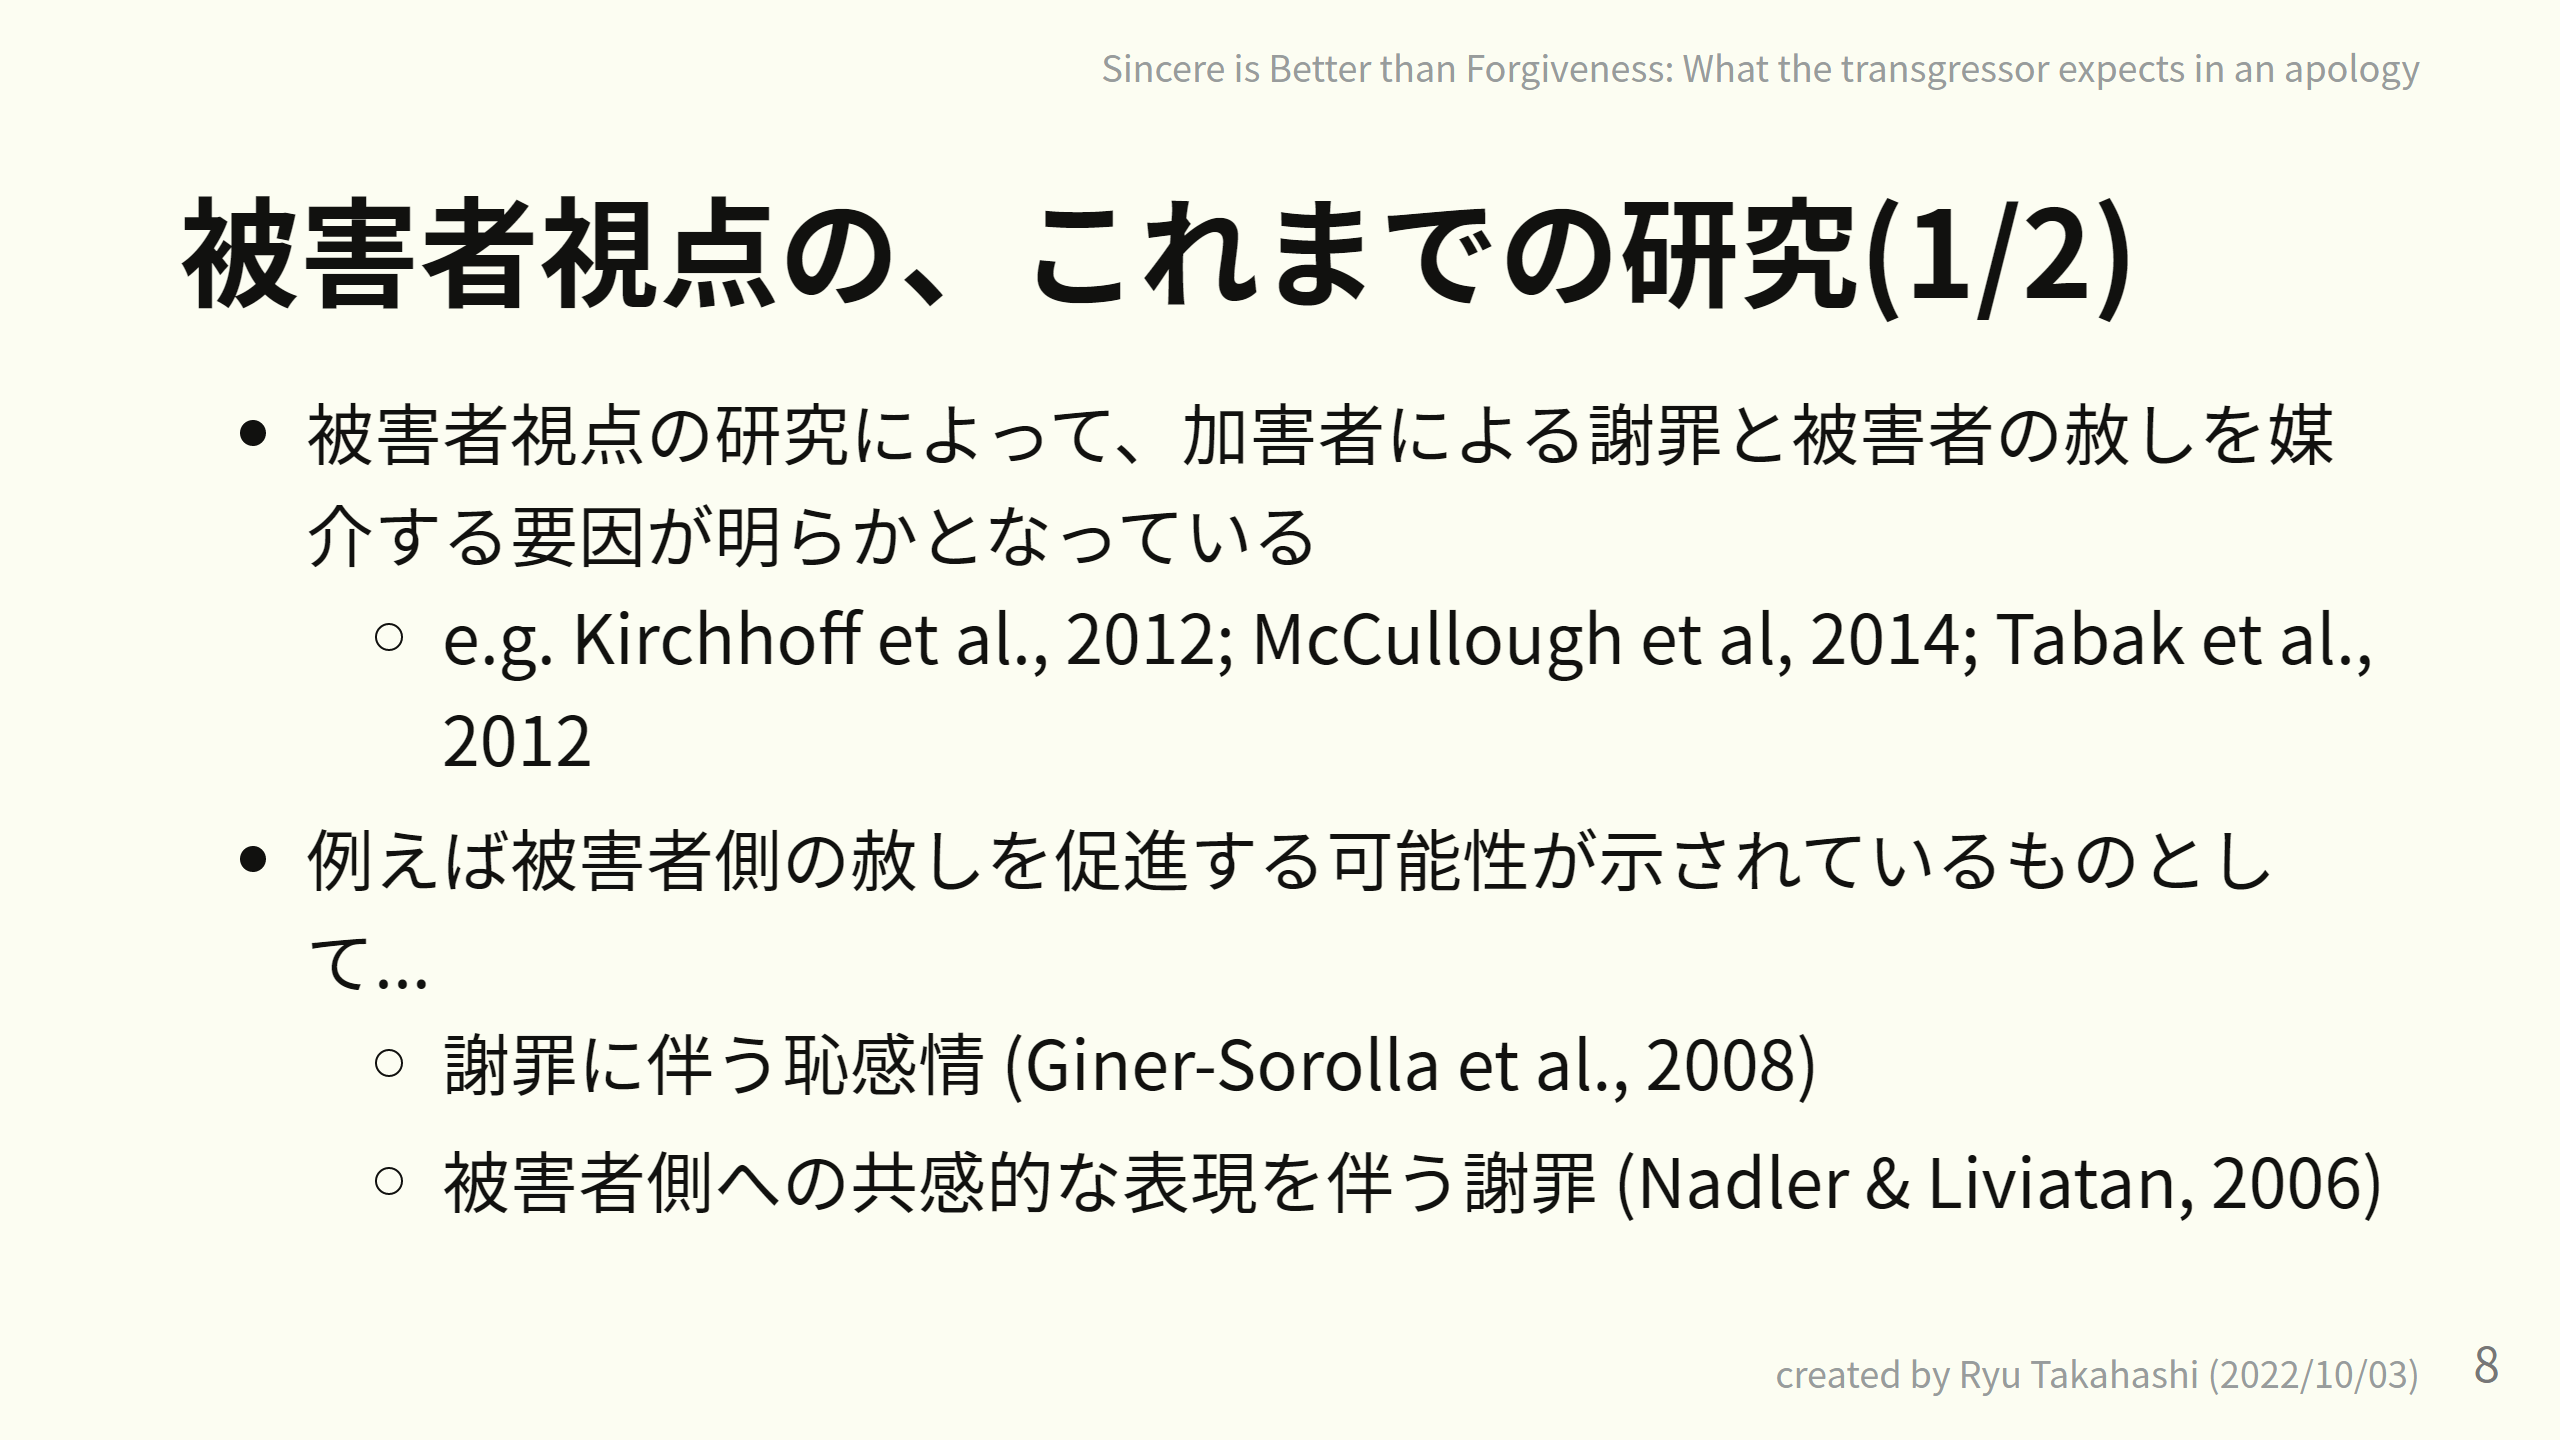 Sincere is Better than Forgiveness: What the transgressor expects in an apology
被害者視点の、これまでの研究(1/2)
• 被害者視点の研究によって、加害者による謝罪と被害者の赦しを媒
介する要因が明らかとなっている
○ e.g. Kirchhoff et al., 2012; McCullough et al, 2014; Tabak et al.,
2012
• 例えば被害者側の赦しを促進する可能性が示されているものとし
て...
○ 謝罪に伴う恥感情 (Giner-Sorolla et al., 2008)
○ 被害者側への共感的な表現を伴う謝罪 (Nadler & Liviatan, 2006)
created by Ryu Takahashi (2022/10/03)
8